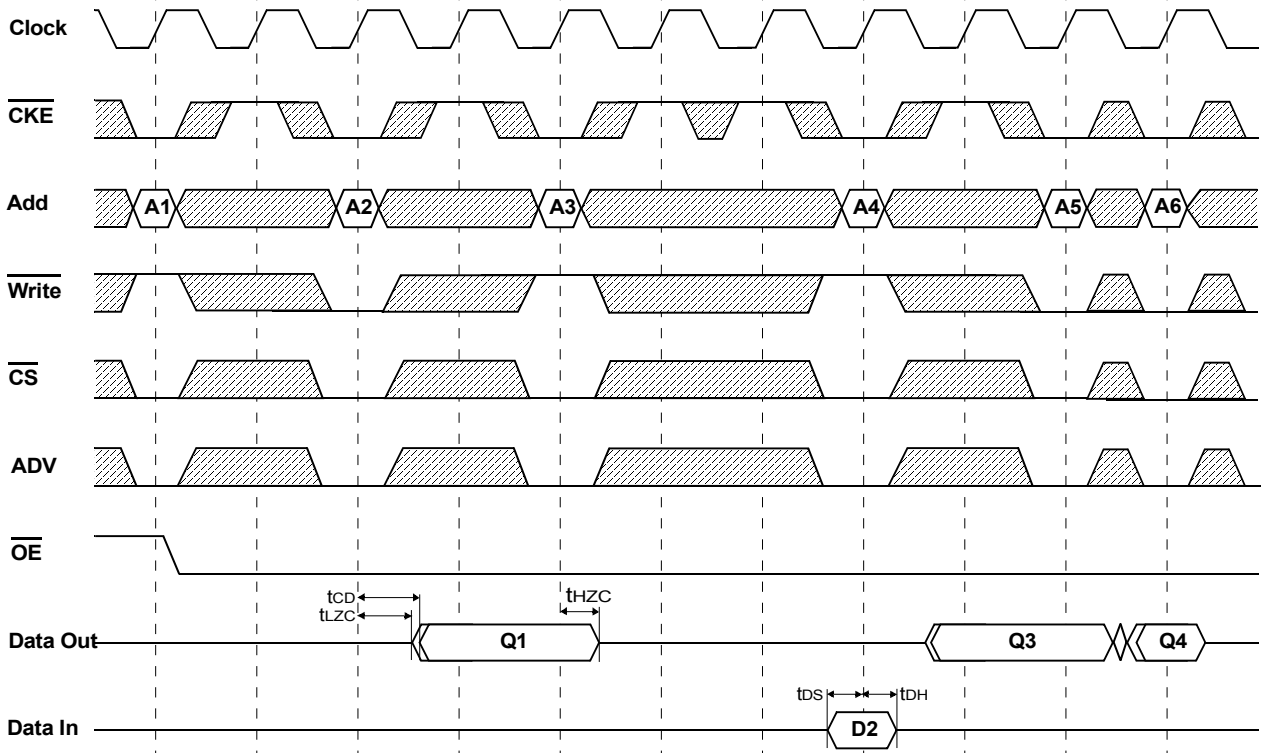 Clock
CKE
Add A1 A2 A3 A4 A5 A6
Write
CS
ADV
OE
tCD tHZC
tLZC
Data Out Q1 Q3 Q4
tDS tDH
Data In D2